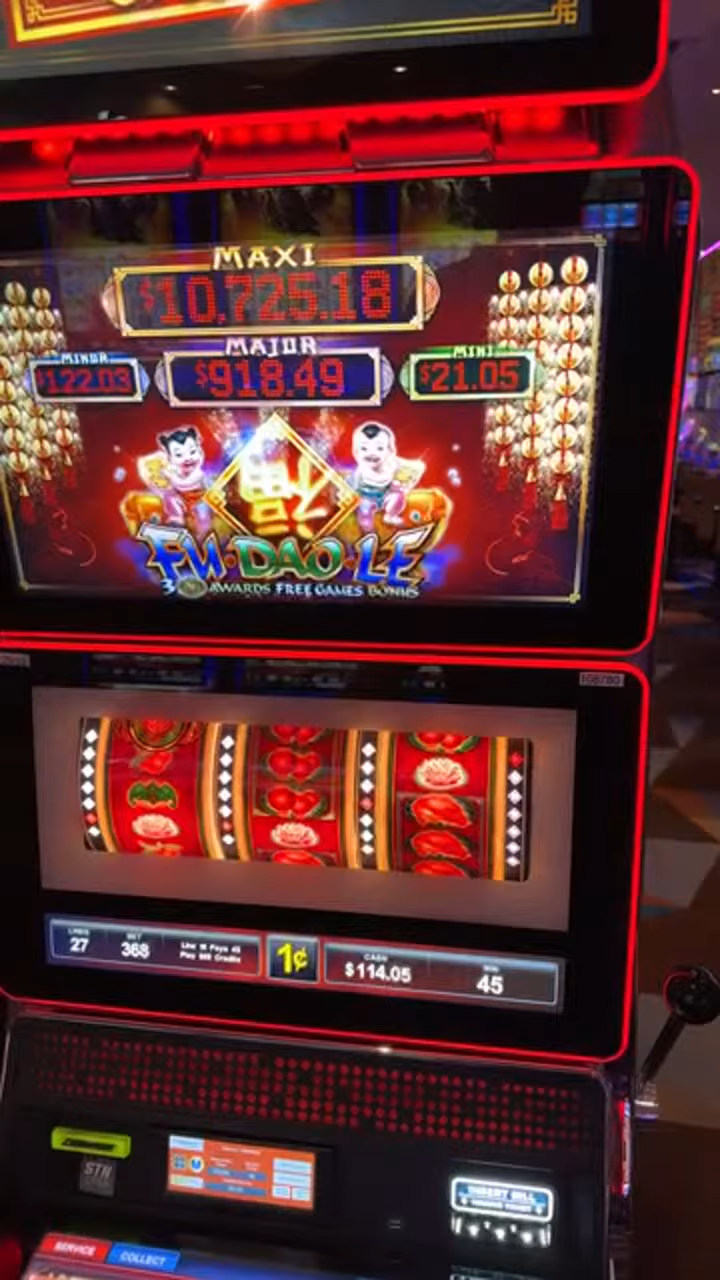 MAXI
$10,725.18
MINOR
$122.03
MAJOR
$918.49
MINI
$21.05
FU·DAO·LE
3 AWARDS FREE GAMES BONUS
LINES
27
BET
368
1¢
CASH
$114.05
WIN
45
STR
INSERT BILL
SERVICE
COLLECT